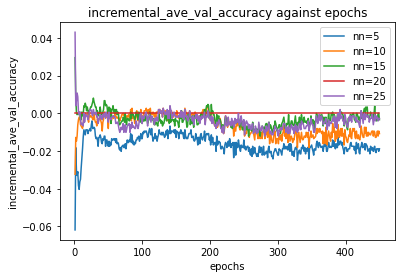 incremental_ave_val_accuracy against epochs
0.04
0.02
0.00
−0.02
−0.04
−0.06
incremental_ave_val_accuracy
nn=5
nn=10
nn=15
nn=20
nn=25
0 100 200 300 400
epochs